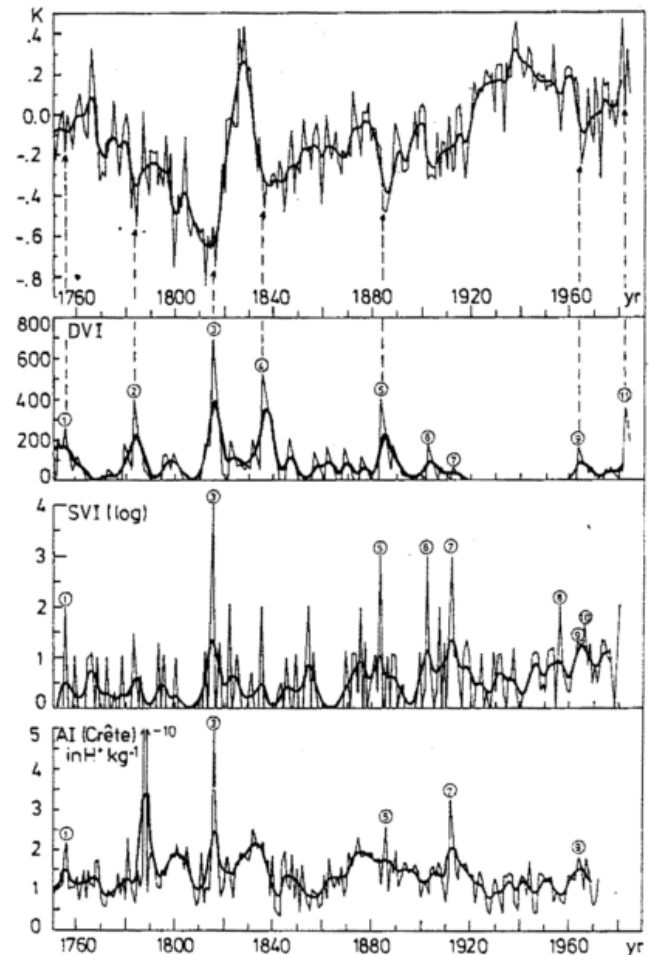 K
.4
.2
0.0
-.2
-.4
-.6
-.8
1760 1800 1840 1880 1920 1960 yr
800
DVI
600
400
200
0
① ② ③ ④ ⑤ ⑥ ⑦ ⑨ ⑪
4
SVI (log)
3
2
1
0
① ③ ⑤ ⑥ ⑦ ⑧ ⑨ ⑩
5
AI (Crête)
in H⁺ kg⁻¹
~10
4
3
2
1
0
① ③ ⑤ ⑦ ⑨
1760 1800 1840 1880 1920 1960 yr